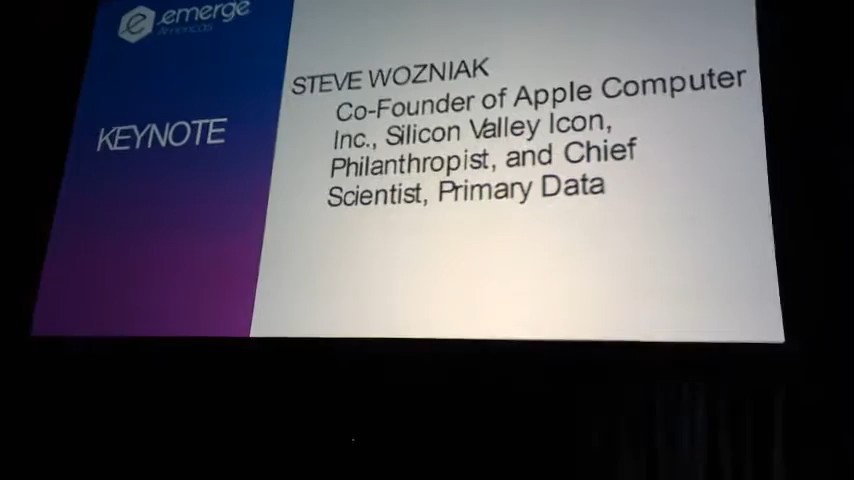 emerge
Americas
KEYNOTE
STEVE WOZNIAK
Co-Founder of Apple Computer
Inc., Silicon Valley Icon,
Philanthropist, and Chief
Scientist, Primary Data